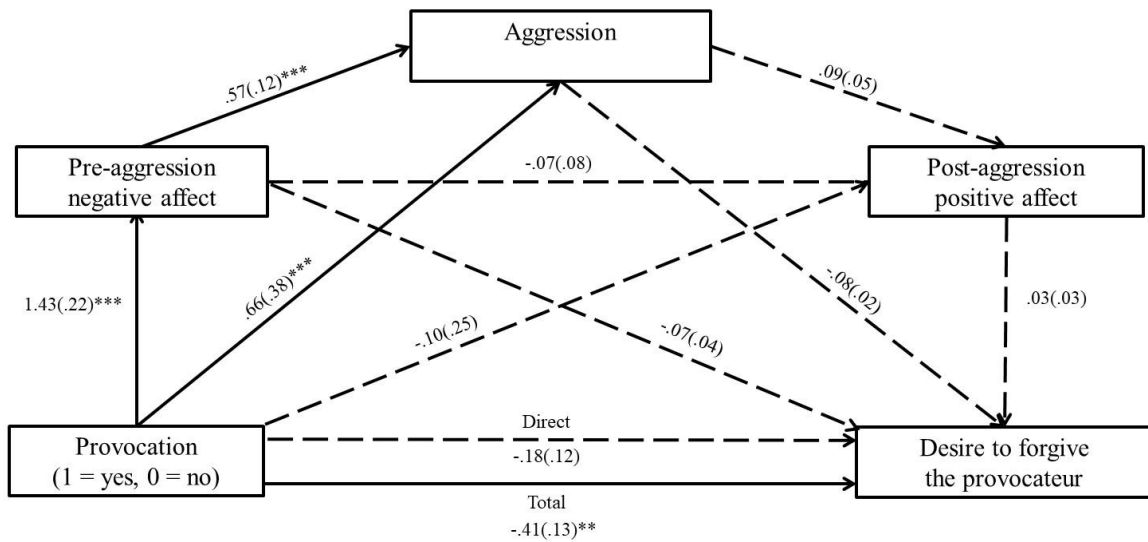 Aggression
.57(.12)***
.09(.05)
Pre-aggression
negative affect
-.07(.08)
Post-aggression
positive affect
1.43(.22)***
.66(.38)***
-.10(.25)
-.07(.04)
-.08(.02)
.03(.03)
Provocation
(1 = yes, 0 = no)
Direct
-.18(.12)
Total
-.41(.13)**
Desire to forgive
the provocateur